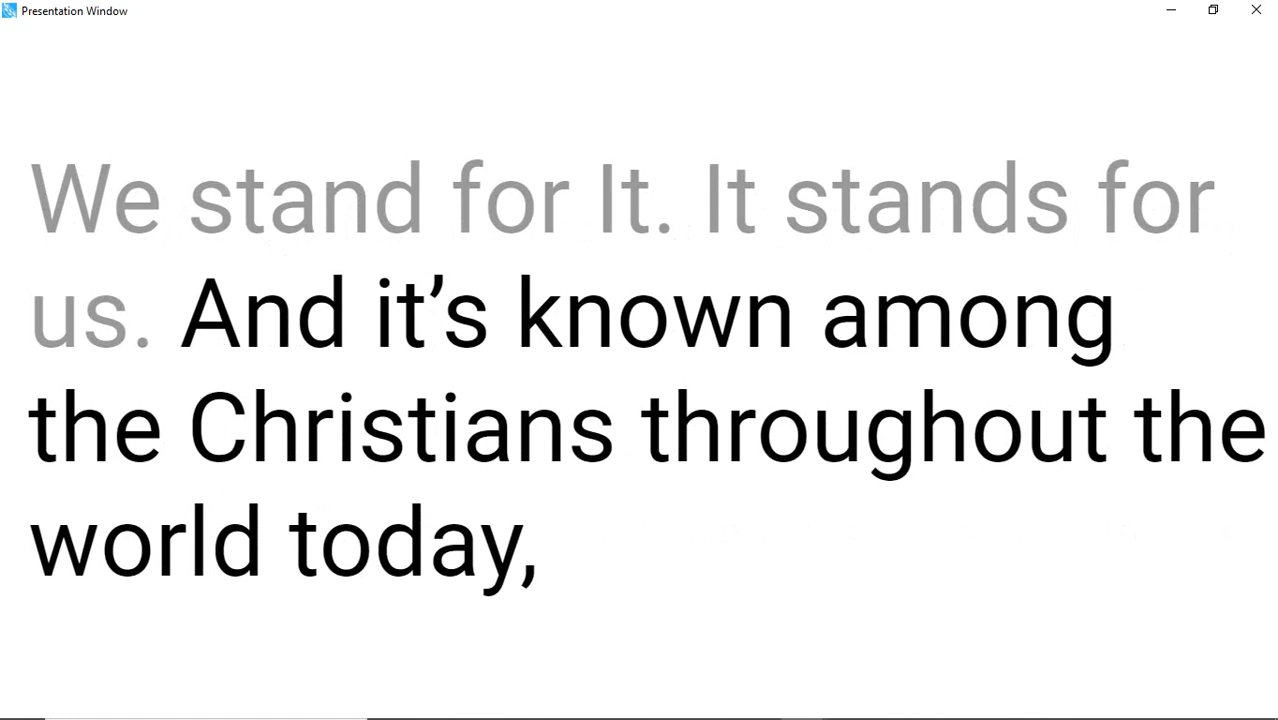 Presentation Window
We stand for It. It stands for
us. And it’s known among
the Christians throughout the
world today,